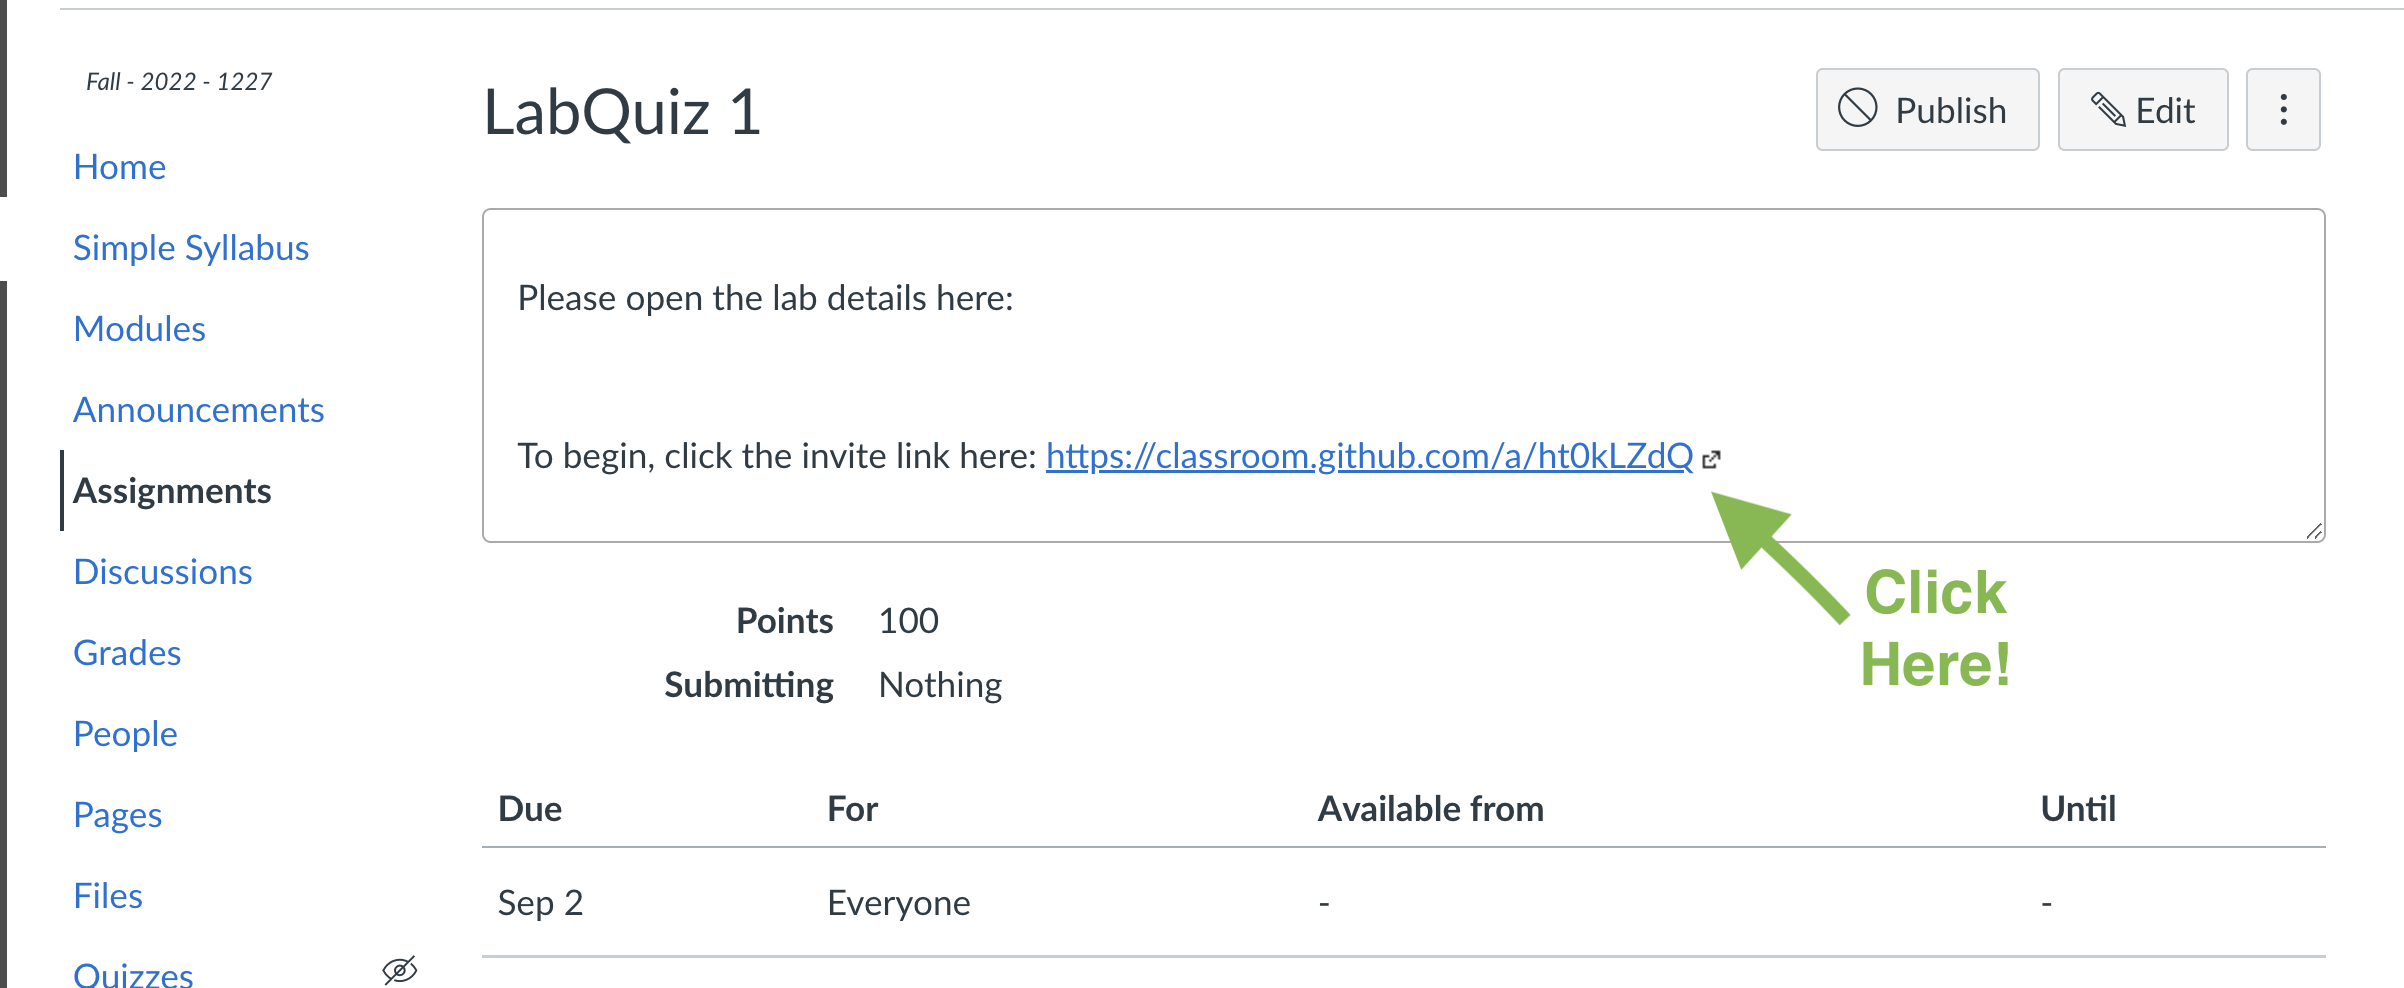 Fall - 2022 - 1227
Home
Simple Syllabus
Modules
Announcements
Assignments
Discussions
Grades
People
Pages
Files
Quizzes
LabQuiz 1
Publish
Edit
Please open the lab details here:
To begin, click the invite link here: https://classroom.github.com/a/ht0kLZdQ
Click
Here!
Points 100
Submitting Nothing
Due For Available from Until
Sep 2 Everyone - -